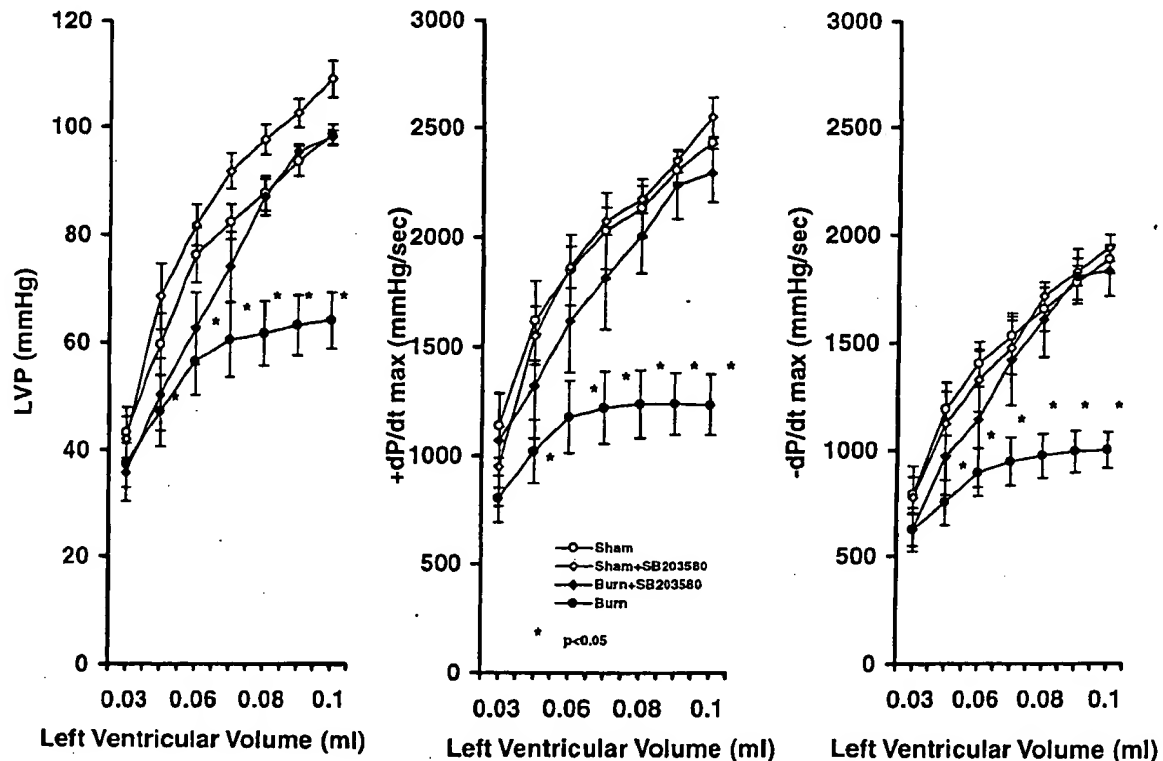 120
100
80
60
40
20
0
LVP (mmHg)
* * * * * *
0.03 0.06 0.08 0.1
Left Ventricular Volume (ml)
3000
2500
2000
1500
1000
500
0
+dP/dt max (mmHg/sec)
* * * * * *
Sham
Sham+SB203580
Burn+SB203580
Burn
* p<0.05
0.03 0.06 0.08 0.1
Left Ventricular Volume (ml)
3000
2500
2000
1500
1000
500
0
-dP/dt max (mmHg/sec)
* * * * * *
0.03 0.06 0.08 0.1
Left Ventricular Volume (ml)